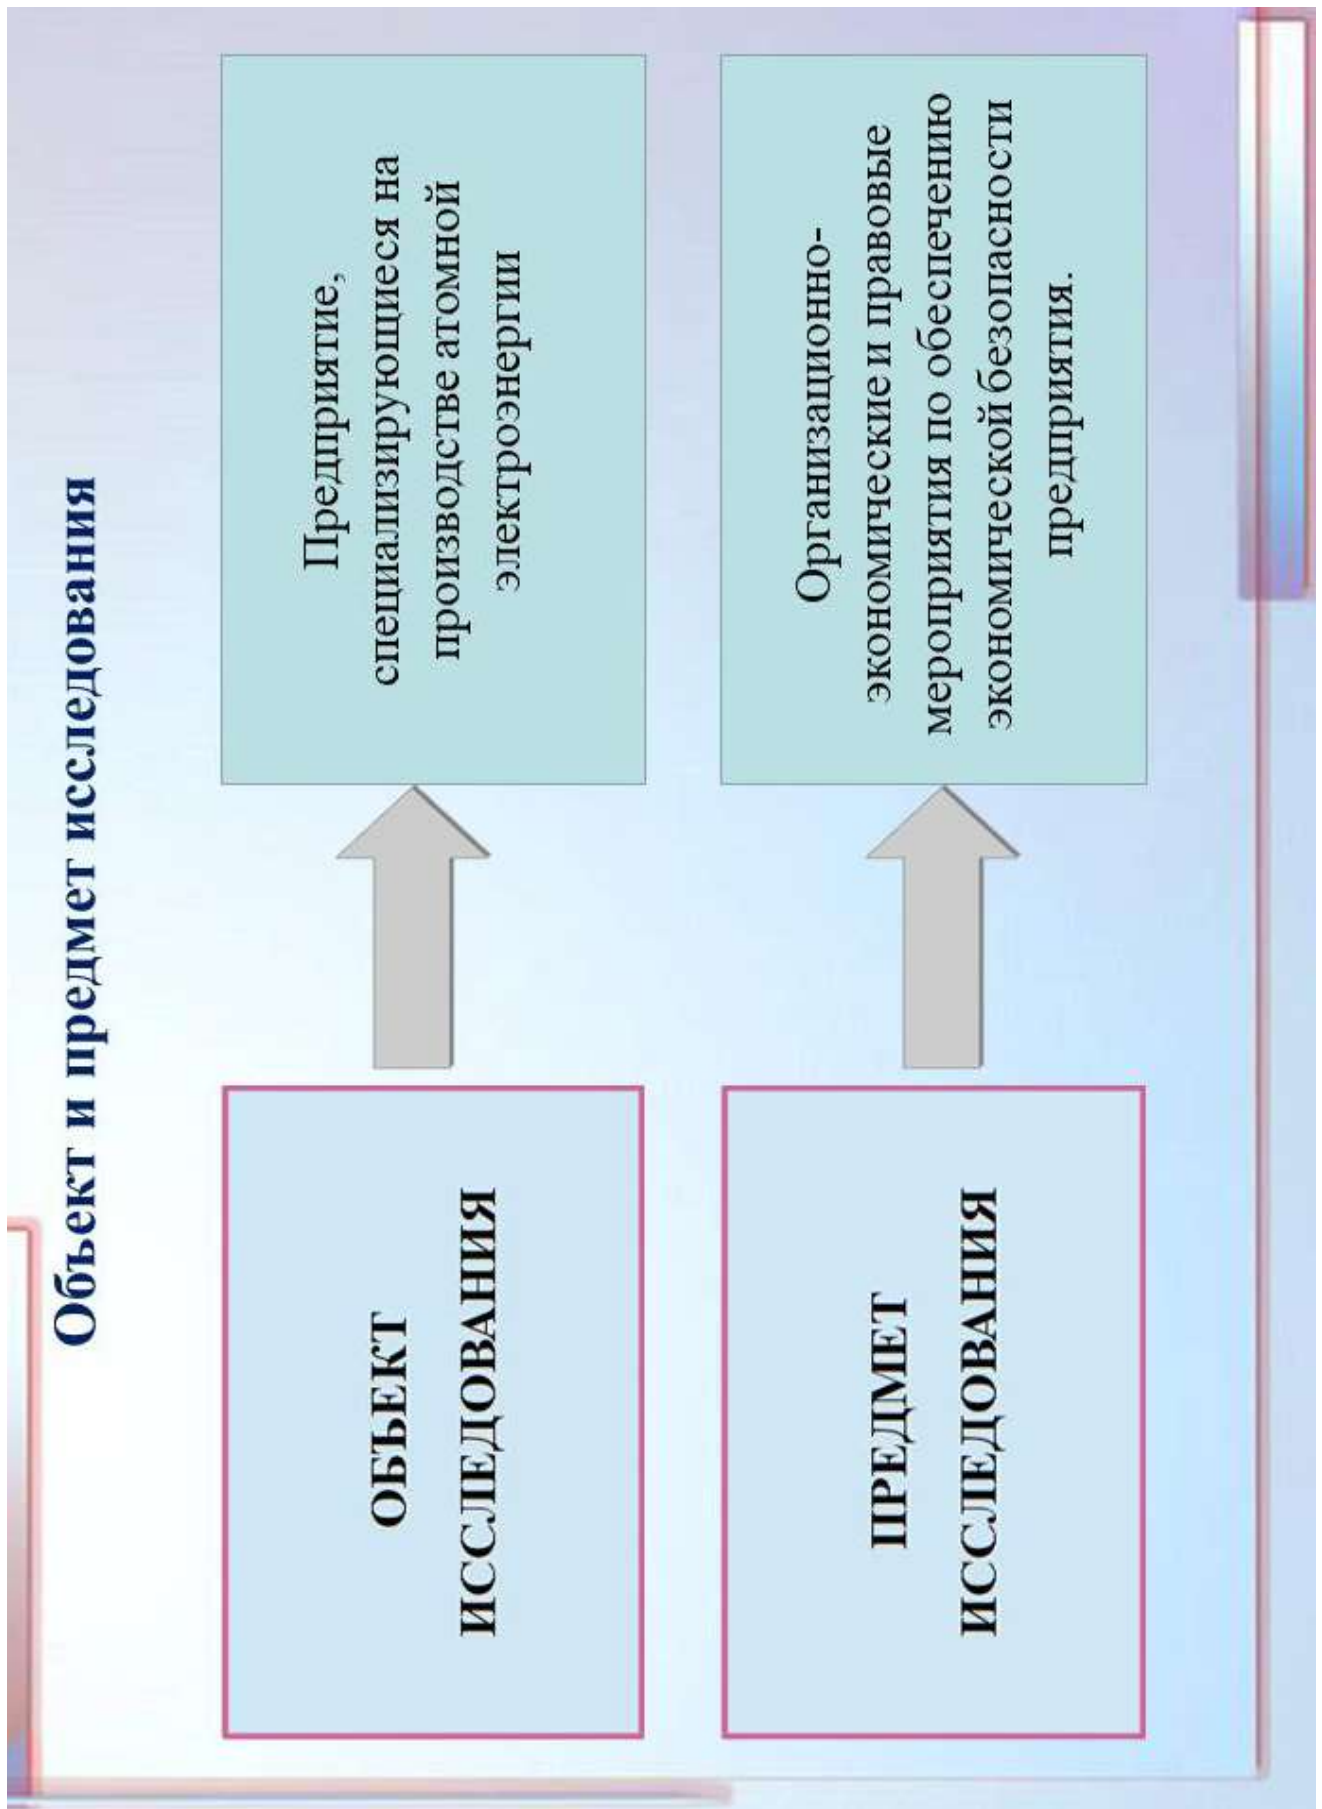 Объект и предмет исследования
ОБЪЕКТ
ИССЛЕДОВАНИЯ
Предприятие,
специализирующиеся на
производстве атомной
электроэнергии
ПРЕДМЕТ
ИССЛЕДОВАНИЯ
Организационно-
экономические и правовые
мероприятия по обеспечению
экономической безопасности
предприятия.